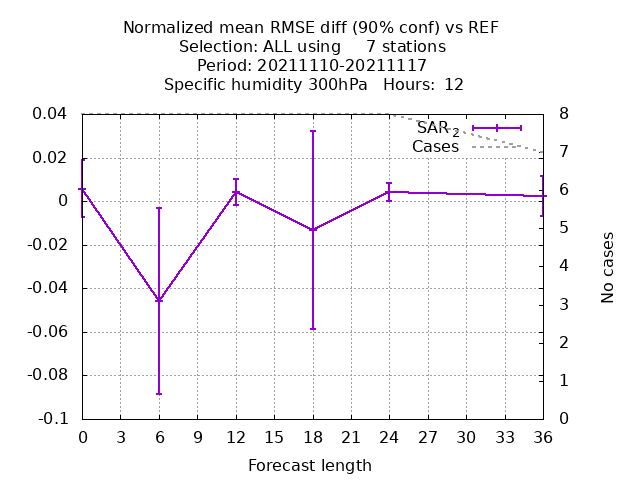 Normalized mean RMSE diff (90% conf) vs REF
Selection: ALL using 7 stations
Period: 20211110-20211117
Specific humidity 300hPa Hours: 12
0.04
0.02
0
-0.02
-0.04
-0.06
-0.08
-0.1
SAR_2
Cases
8
7
6
5
4
3
2
1
0
No cases
0 3 6 9 12 15 18 21 24 27 30 33 36
Forecast length